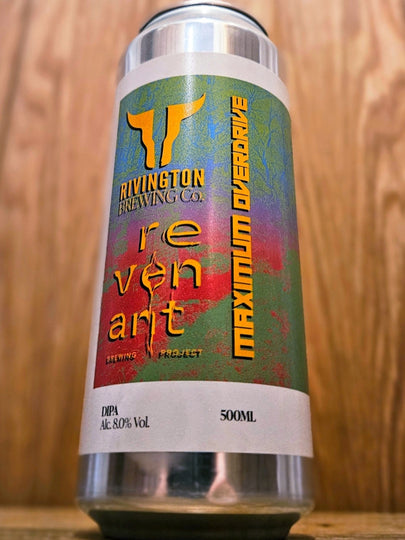 RIVINGTON
BREWING Co.
re
ven
ant
BREWING PROJECT
MAXIMUM OVERDRIVE
DIPA
Alc. 8.0% Vol.
500ML